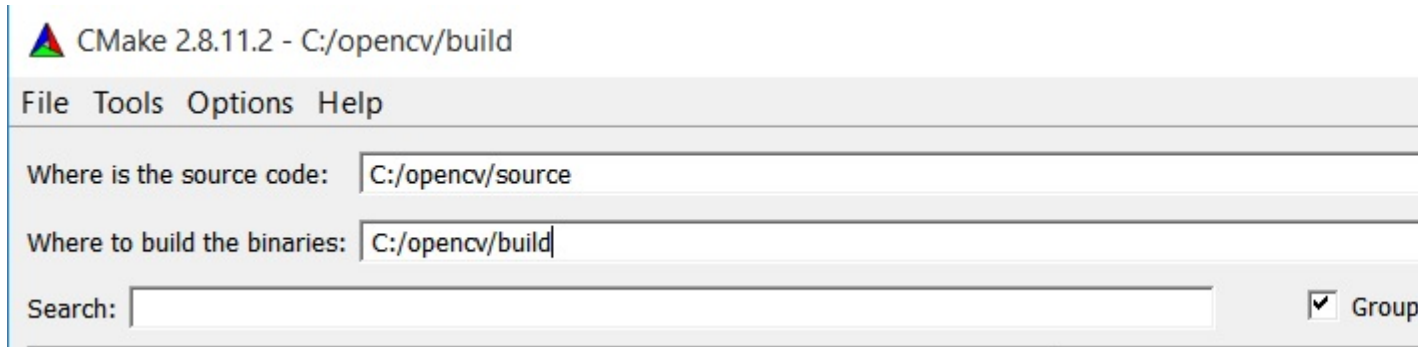 CMake 2.8.11.2 - C:/opencv/build
File Tools Options Help
Where is the source code: C:/opencv/source
Where to build the binaries: C:/opencv/build
Search: Group